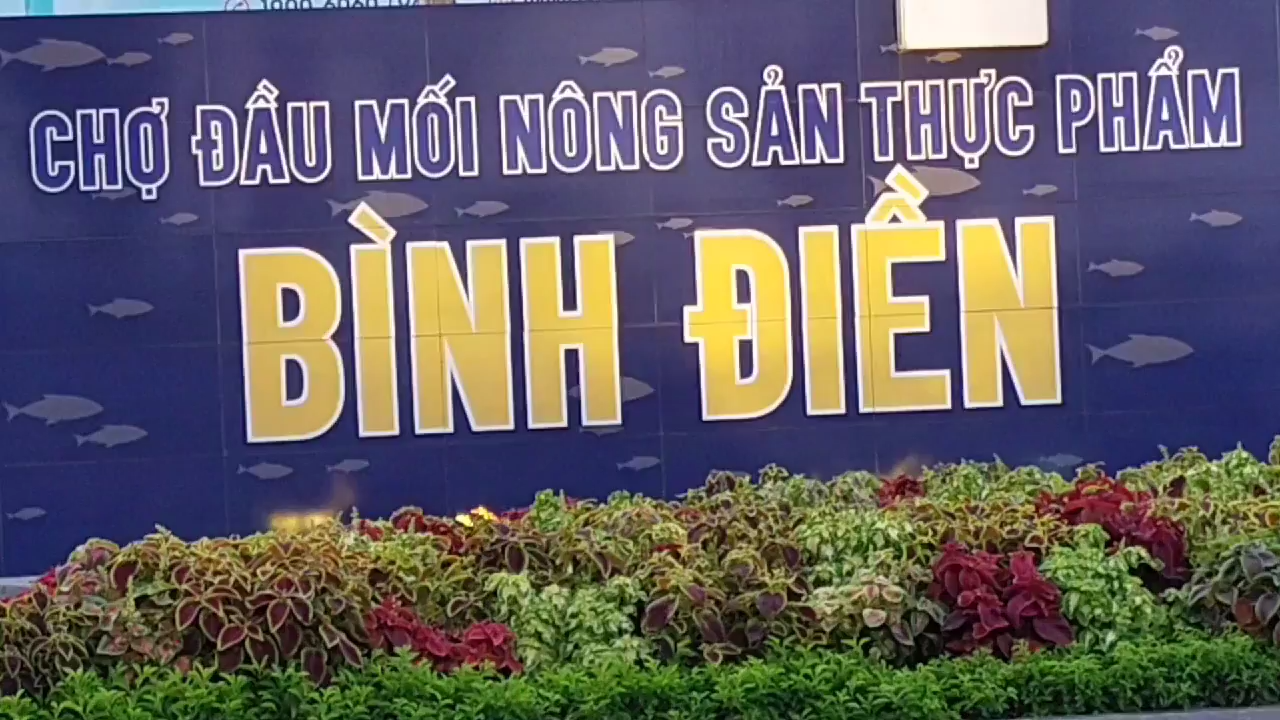 CHỢ ĐẦU MỐI NÔNG SẢN THỰC PHẨM
BÌNH ĐIỀN